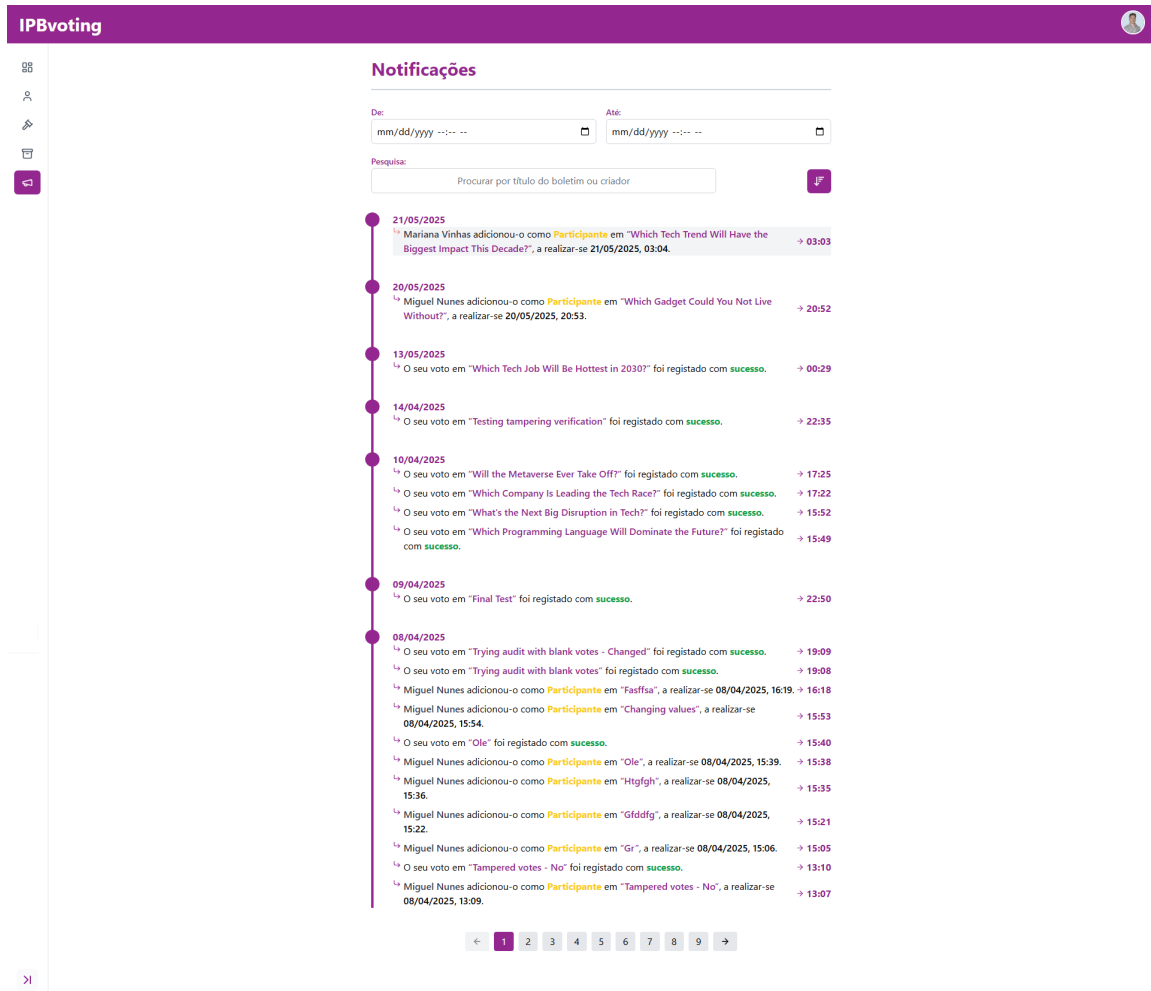 IPBvoting
Notificações
De:
Até:
mm/dd/yyyy --:-- --
mm/dd/yyyy --:-- --
Pesquisa:
Procurar por título do boletim ou criador
21/05/2025
Mariana Vinhas adicionou-o como Participante em "Which Tech Trend Will Have the
Biggest Impact This Decade?", a realizar-se 21/05/2025, 03:04.
→ 03:03
20/05/2025
Miguel Nunes adicionou-o como Participante em "Which Gadget Could You Not Live
Without?", a realizar-se 20/05/2025, 20:53.
→ 20:52
13/05/2025
O seu voto em "Which Tech Job Will Be Hottest in 2030?" foi registado com sucesso. → 00:29
14/04/2025
O seu voto em "Testing tampering verification" foi registado com sucesso. → 22:35
10/04/2025
O seu voto em "Will the Metaverse Ever Take Off?" foi registado com sucesso. → 17:25
O seu voto em "Which Company Is Leading the Tech Race?" foi registado com sucesso. → 17:22
O seu voto em "What's the Next Big Disruption in Tech?" foi registado com sucesso. → 15:52
O seu voto em "Which Programming Language Will Dominate the Future?" foi registado
com sucesso.
→ 15:49
09/04/2025
O seu voto em "Final Test" foi registado com sucesso. → 22:50
08/04/2025
O seu voto em "Trying audit with blank votes - Changed" foi registado com sucesso. → 19:09
O seu voto em "Trying audit with blank votes" foi registado com sucesso. → 19:08
Miguel Nunes adicionou-o como Participante em "Fasffsa", a realizar-se 08/04/2025, 16:19. → 16:18
Miguel Nunes adicionou-o como Participante em "Changing values", a realizar-se
08/04/2025, 15:54.
→ 15:53
O seu voto em "Ole" foi registado com sucesso. → 15:40
Miguel Nunes adicionou-o como Participante em "Ole", a realizar-se 08/04/2025, 15:39. → 15:38
Miguel Nunes adicionou-o como Participante em "Htgfgh", a realizar-se 08/04/2025,
15:36.
→ 15:35
Miguel Nunes adicionou-o como Participante em "Gfddfg", a realizar-se 08/04/2025,
15:22.
→ 15:21
Miguel Nunes adicionou-o como Participante em "Gr", a realizar-se 08/04/2025, 15:06. → 15:05
O seu voto em "Tampered votes - No" foi registado com sucesso. → 13:10
Miguel Nunes adicionou-o como Participante em "Tampered votes - No", a realizar-se
08/04/2025, 13:09.
→ 13:07
← 1 2 3 4 5 6 7 8 9 →